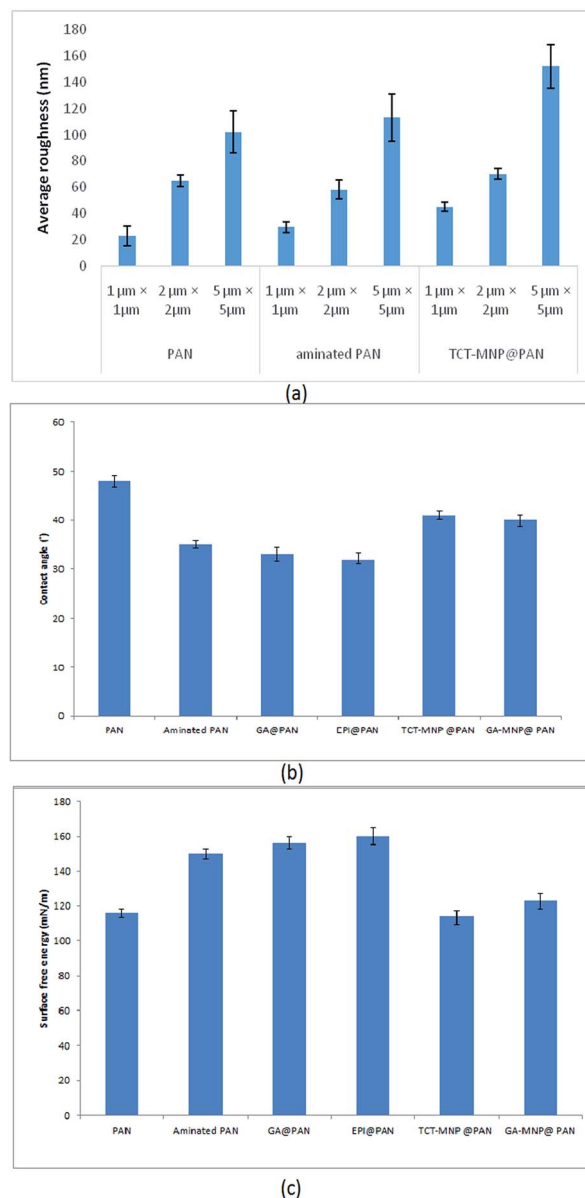 Average roughness (nm)
180
160
140
120
100
80
60
40
20
0
1 µm × 2 µm × 5 µm × 1 µm × 2 µm × 5 µm × 1 µm × 2 µm × 5 µm ×
1µm 2µm 5µm 1µm 2µm 5µm 1µm 2µm 5µm
PAN aminated PAN TCT-MNP@PAN
(a)
Contact angle (°)
60
50
40
30
20
10
0
PAN Aminated PAN GA@PAN EPI@PAN TCT-MNP @PAN GA-MNP@ PAN
(b)
Surface free energy (mN/m)
180
160
140
120
100
80
60
40
20
0
PAN Aminated PAN GA@PAN EPI@PAN TCT-MNP @PAN GA-MNP@ PAN
(c)